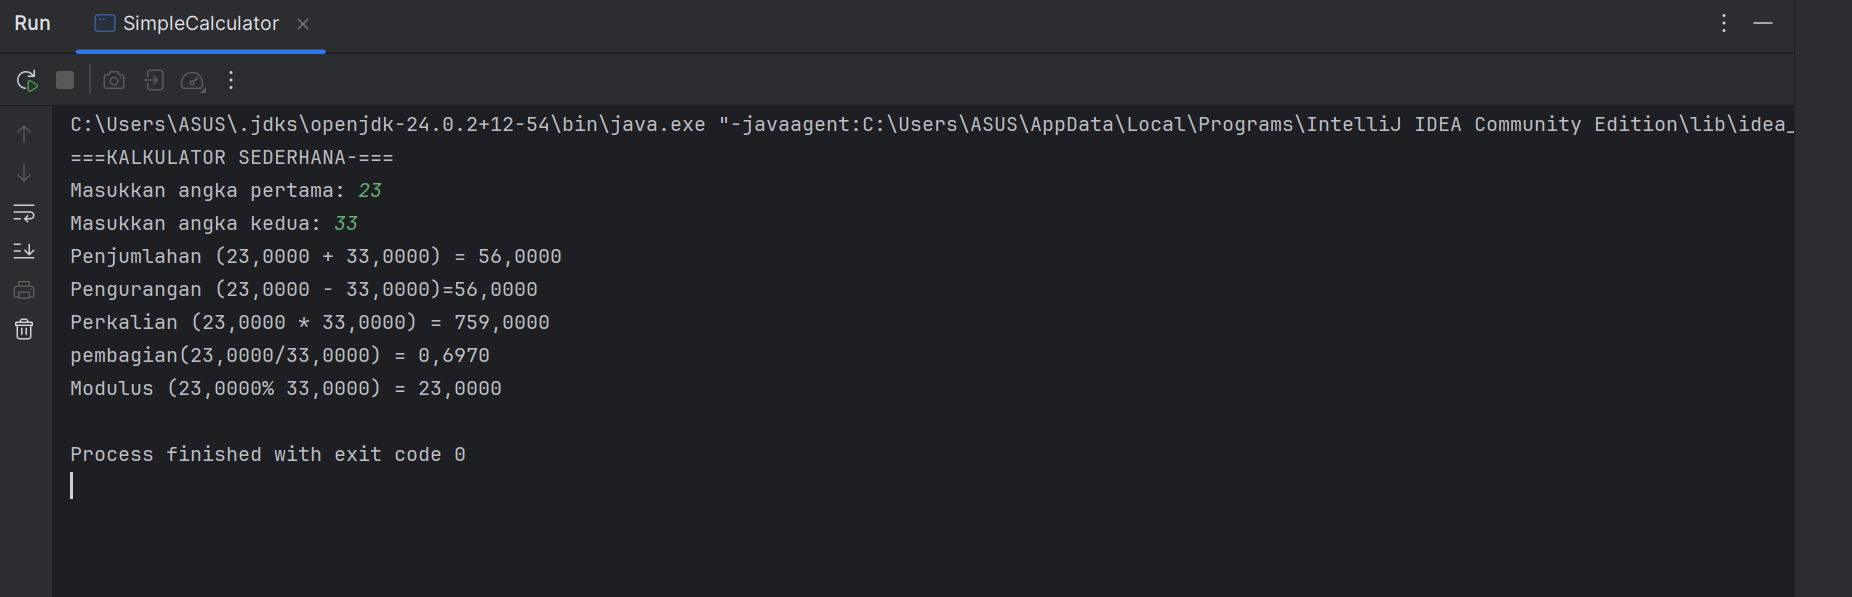 Run SimpleCalculator
C:\Users\ASUS\.jdks\openjdk-24.0.2+12-54\bin\java.exe "-javaagent:C:\Users\ASUS\AppData\Local\Programs\IntelliJ IDEA Community Edition\lib\idea_
===KALKULATOR SEDERHANA-===
Masukkan angka pertama: 23
Masukkan angka kedua: 33
Penjumlahan (23,0000 + 33,0000) = 56,0000
Pengurangan (23,0000 - 33,0000)=56,0000
Perkalian (23,0000 * 33,0000) = 759,0000
pembagian(23,0000/33,0000) = 0,6970
Modulus (23,0000% 33,0000) = 23,0000
Process finished with exit code 0